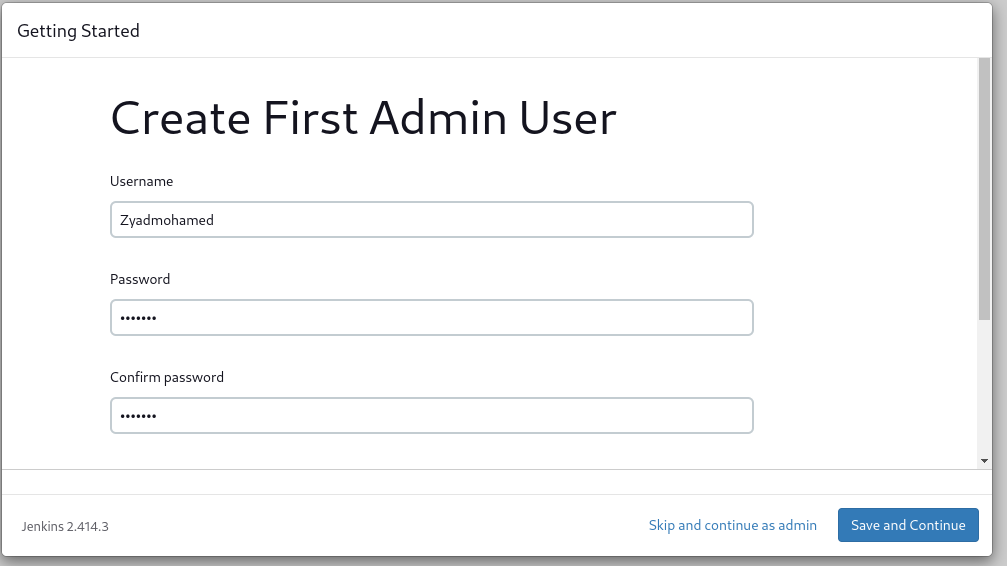 Getting Started
Create First Admin User
Username
Zyadmohamed
Password
•••••••
Confirm password
•••••••
Jenkins 2.414.3
Skip and continue as admin
Save and Continue